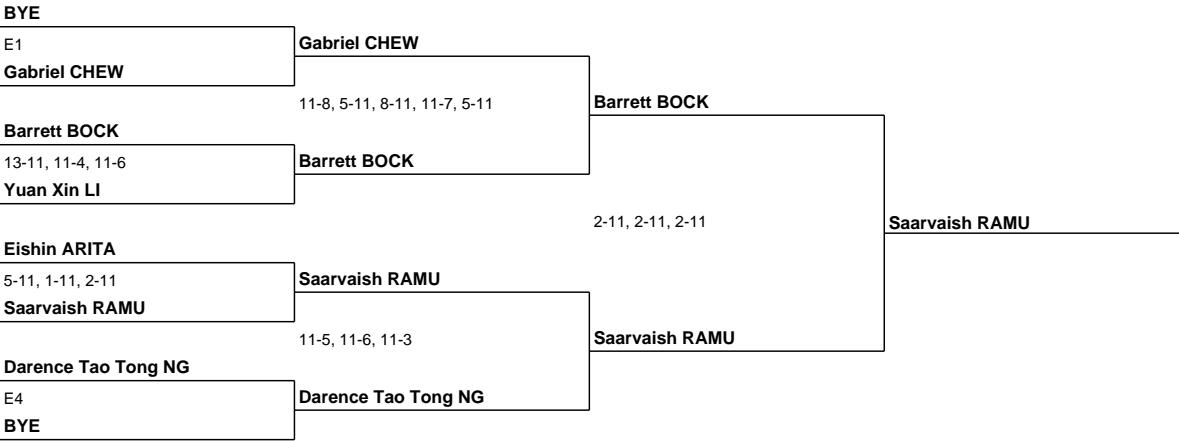 BYE
E1
Gabriel CHEW
Gabriel CHEW
11-8, 5-11, 8-11, 11-7, 5-11
Barrett BOCK
Barrett BOCK
13-11, 11-4, 11-6
Barrett BOCK
Yuan Xin LI
2-11, 2-11, 2-11
Saarvaish RAMU
Eishin ARITA
5-11, 1-11, 2-11
Saarvaish RAMU
Saarvaish RAMU
11-5, 11-6, 11-3
Saarvaish RAMU
Darence Tao Tong NG
E4
Darence Tao Tong NG
BYE